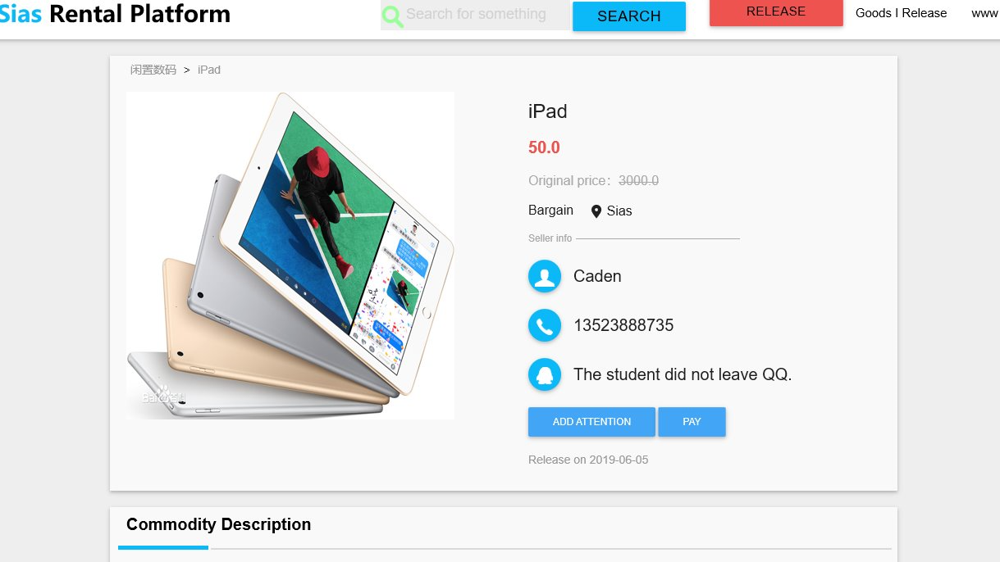 Sias Rental Platform
Search for something
SEARCH
RELEASE
Goods I Release
www
闲置数码 > iPad
iPad
50.0
Original price：3000.0
Bargain
Sias
Seller info
Caden
13523888735
The student did not leave QQ.
ADD ATTENTION
PAY
Release on 2019-06-05
Commodity Description